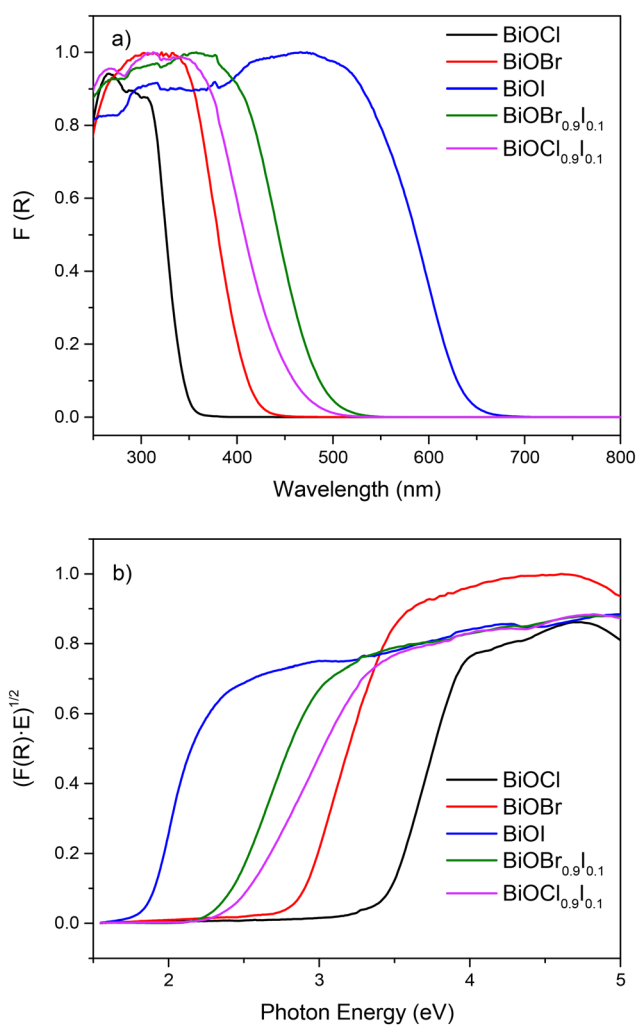 a)
BiOCl
BiOBr
BiOI
BiOBr0.9I0.1
BiOCl0.9I0.1
1.0
0.8
0.6
0.4
0.2
0.0
F (R)
300 400 500 600 700 800
Wavelength (nm)
b)
1.0
0.8
0.6
0.4
0.2
0.0
(F(R)·E)1/2
BiOCl
BiOBr
BiOI
BiOBr0.9I0.1
BiOCl0.9I0.1
2 3 4 5
Photon Energy (eV)